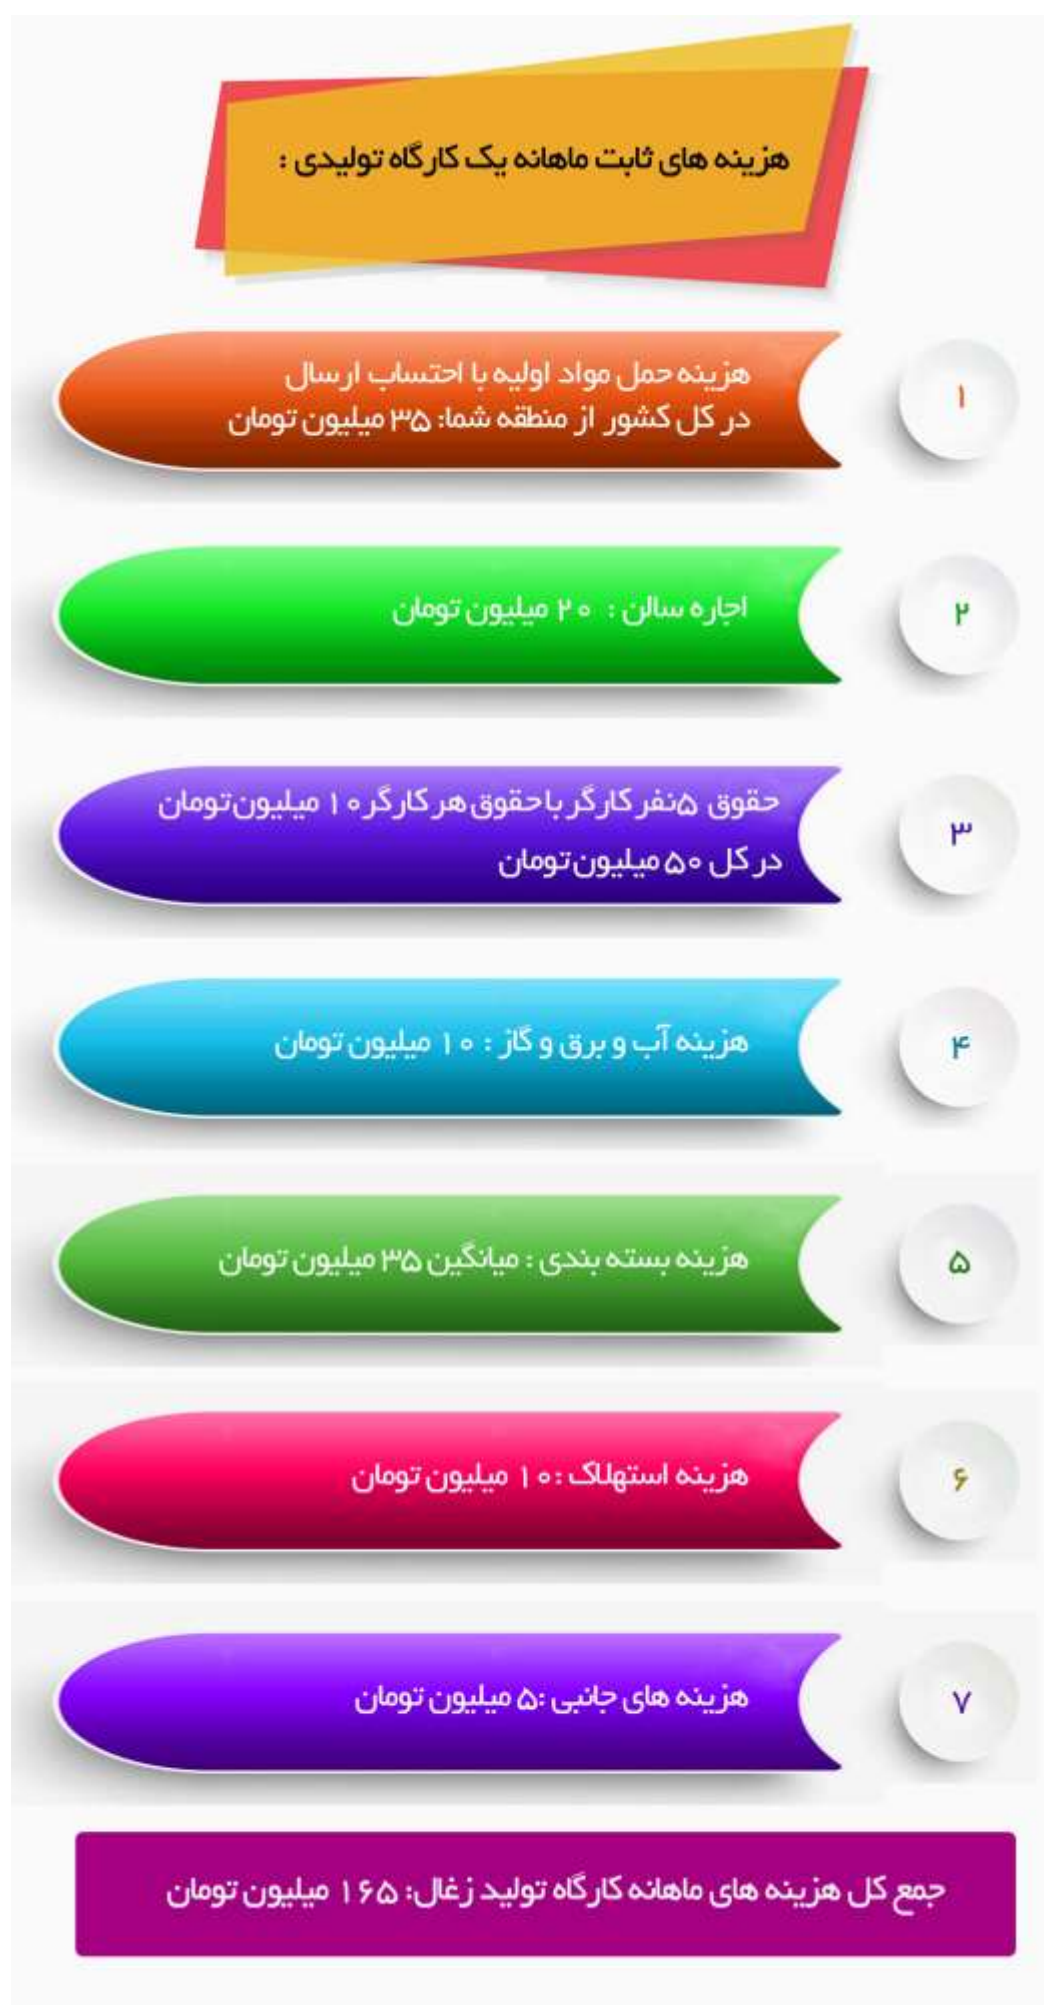 هزینه های ثابت ماهانه یک کارگاه تولیدی :
۱
هزینه حمل مواد اولیه با احتساب ارسال
در کل کشور از منطقه شما: ۳۵ میلیون تومان
۲
اجاره سالن : ۲۰ میلیون تومان
۳
حقوق ۵نفر کارگر با حقوق هر کارگر ۱۰ میلیون تومان
در کل ۵۰ میلیون تومان
۴
هزینه آب و برق و گاز : ۱۰ میلیون تومان
۵
هزینه بسته بندی : میانگین ۳۵ میلیون تومان
۶
هزینه استهلاک :۱۰ میلیون تومان
۷
هزینه های جانبی :۵ میلیون تومان
جمع کل هزینه های ماهانه کارگاه تولید زغال: ۱۶۵ میلیون تومان